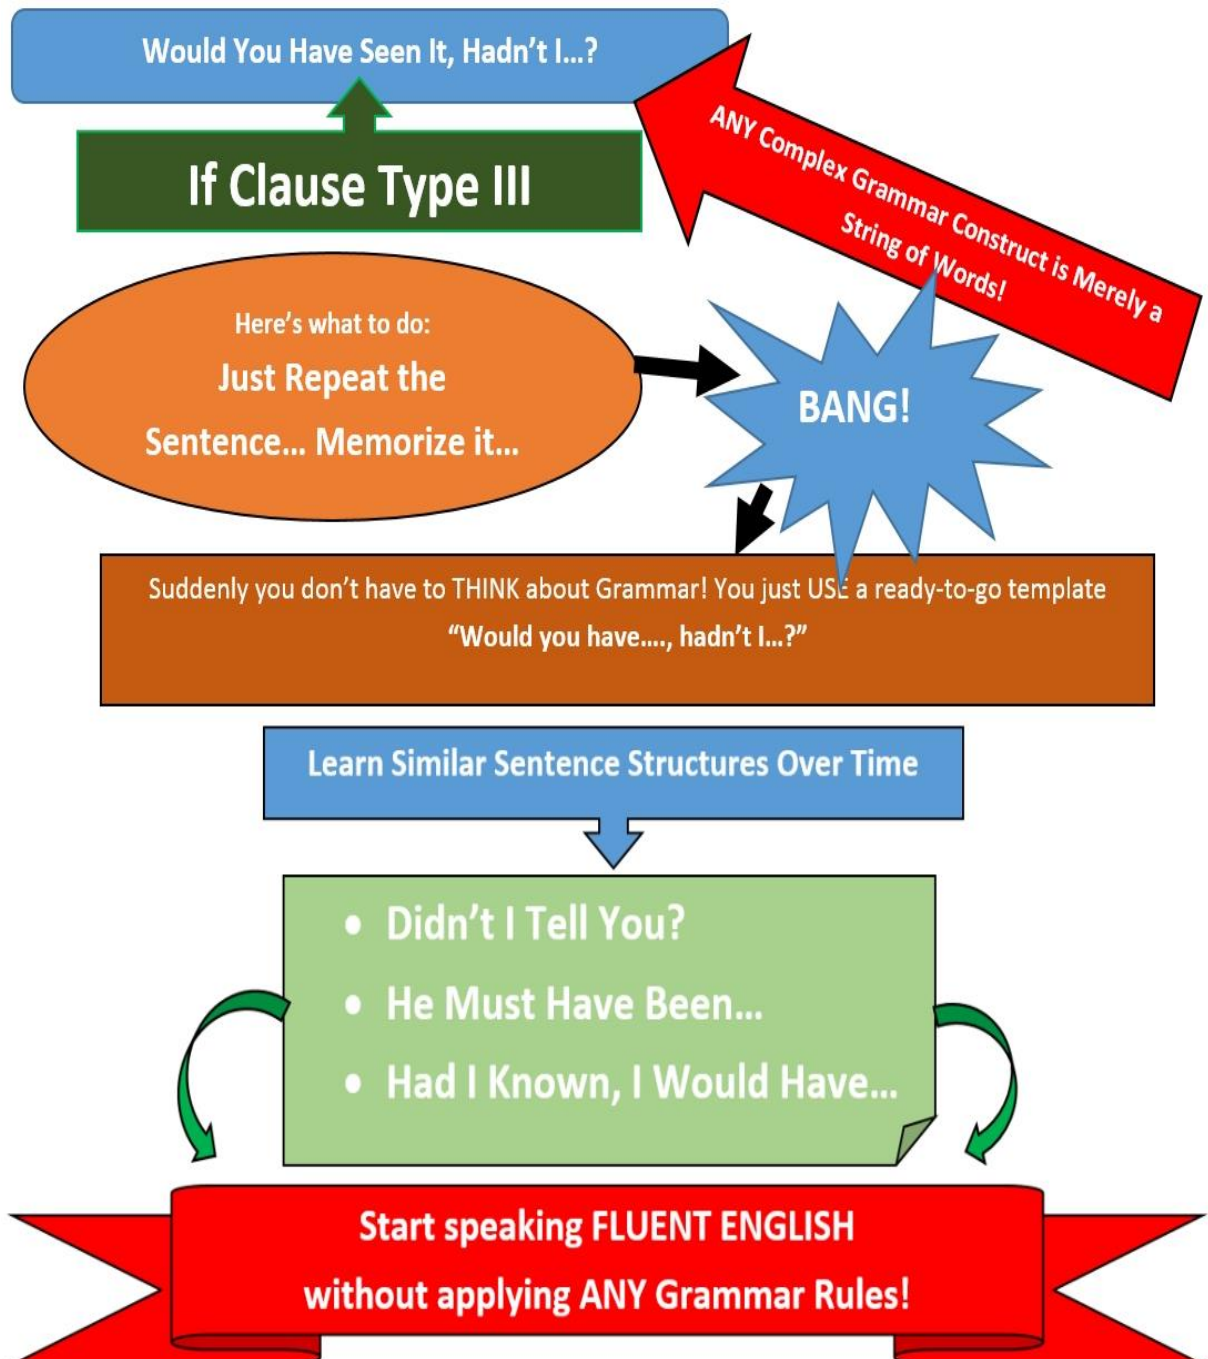 Would You Have Seen It, Hadn't I...?
If Clause Type III
ANY Complex Grammar Construct is Merely a
String of Words!
Here's what to do:
Just Repeat the
Sentence... Memorize it...
BANG!
Suddenly you don't have to THINK about Grammar! You just USE a ready-to-go template
“Would you have...., hadn't I...?”
Learn Similar Sentence Structures Over Time
• Didn't I Tell You?
• He Must Have Been...
• Had I Known, I Would Have...
Start speaking FLUENT ENGLISH
without applying ANY Grammar Rules!